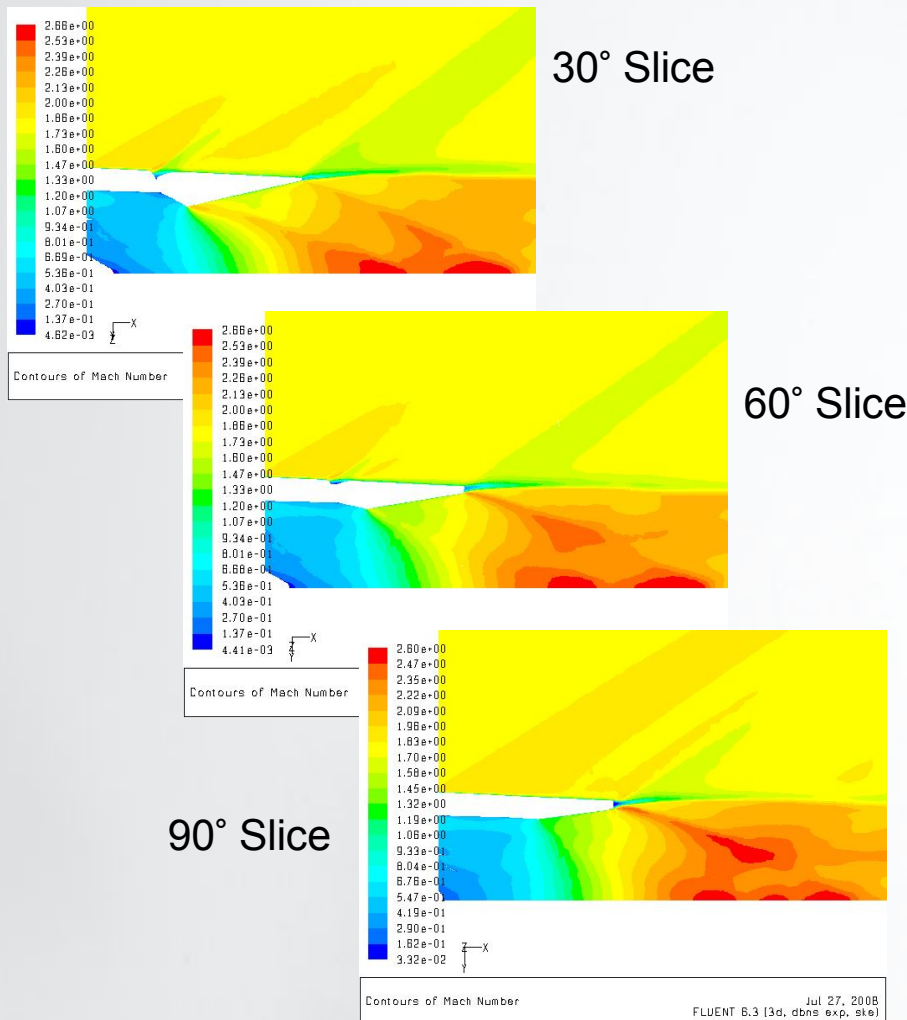 30° Slice
2.66e+00
2.53e+00
2.39e+00
2.26e+00
2.13e+00
2.00e+00
1.86e+00
1.73e+00
1.60e+00
1.47e+00
1.33e+00
1.20e+00
1.07e+00
9.34e-01
8.01e-01
6.69e-01
5.36e-01
4.03e-01
2.70e-01
1.37e-01
4.62e-03
X
Z
Contours of Mach Number
60° Slice
2.66e+00
2.53e+00
2.39e+00
2.26e+00
2.13e+00
2.00e+00
1.86e+00
1.73e+00
1.60e+00
1.47e+00
1.33e+00
1.20e+00
1.07e+00
9.34e-01
8.01e-01
6.68e-01
5.36e-01
4.03e-01
2.70e-01
1.37e-01
4.41e-03
Z X
Y
Contours of Mach Number
90° Slice
2.60e+00
2.47e+00
2.35e+00
2.22e+00
2.09e+00
1.96e+00
1.83e+00
1.70e+00
1.58e+00
1.45e+00
1.32e+00
1.19e+00
1.06e+00
9.33e-01
8.04e-01
6.76e-01
5.47e-01
4.19e-01
2.90e-01
1.62e-01
3.32e-02
Z X
Y
Contours of Mach Number
Jul 27, 2008
FLUENT 6.3 (3d, dbns exp, ske)